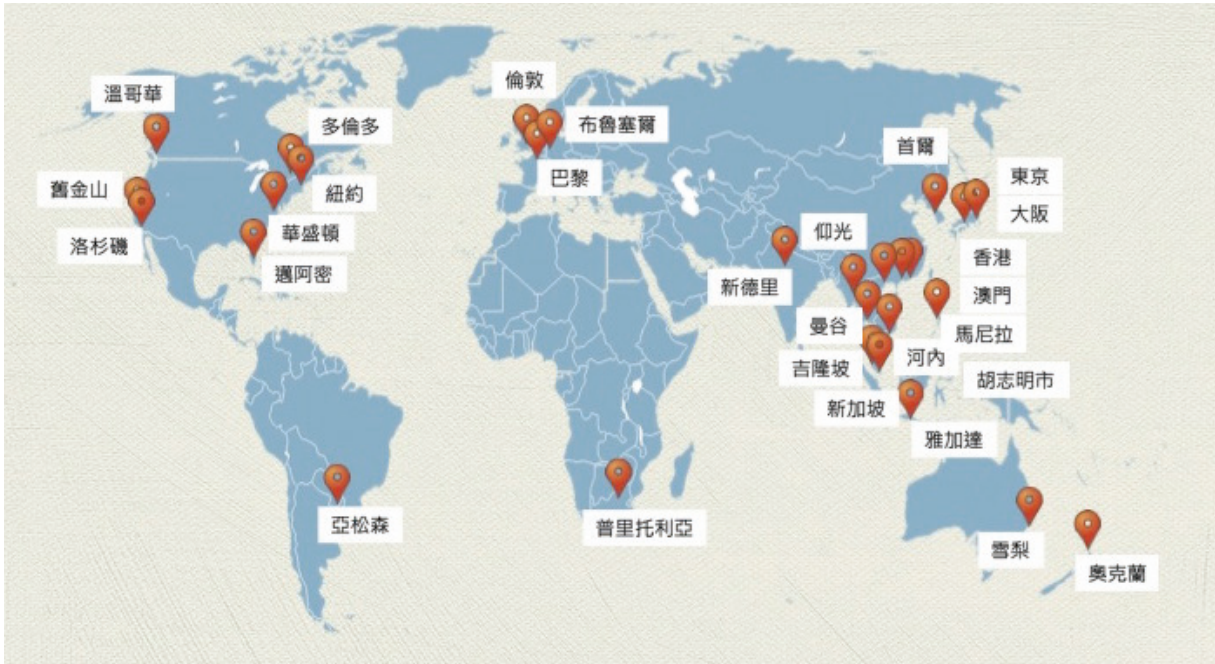 溫哥華
多倫多
舊金山
紐約
洛杉磯
華盛頓
邁阿密
亞松森
倫敦
布魯塞爾
巴黎
普里托利亞
首爾
東京
大阪
仰光
新德里
香港
澳門
曼谷
馬尼拉
吉隆坡
河內
胡志明市
新加坡
雅加達
雪梨
奧克蘭